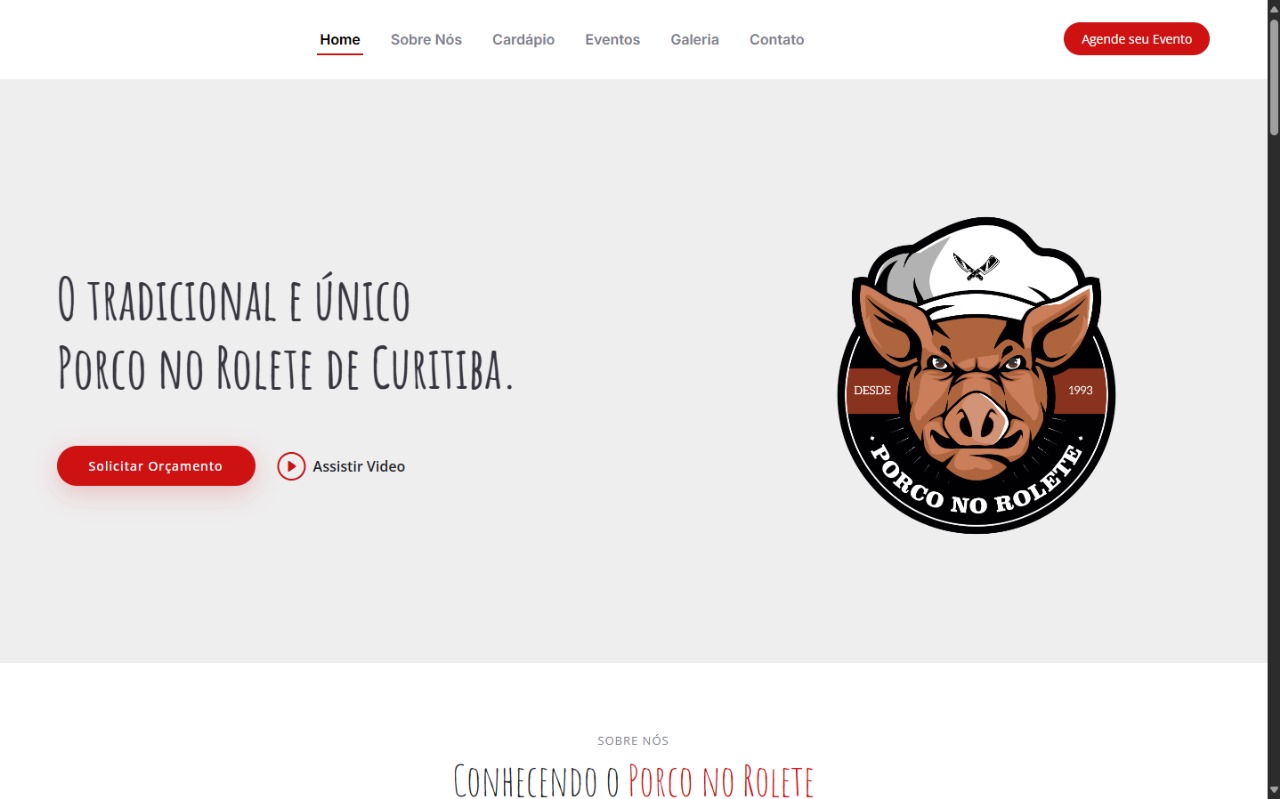 Home Sobre Nós Cardápio Eventos Galeria Contato Agende seu Evento
O tradicional e único
Porco no Rolete de Curitiba.
Solicitar Orçamento Assistir Video
DESDE 1993
· PORCO NO ROLETE ·
SOBRE NÓS
Conhecendo o Porco no Rolete